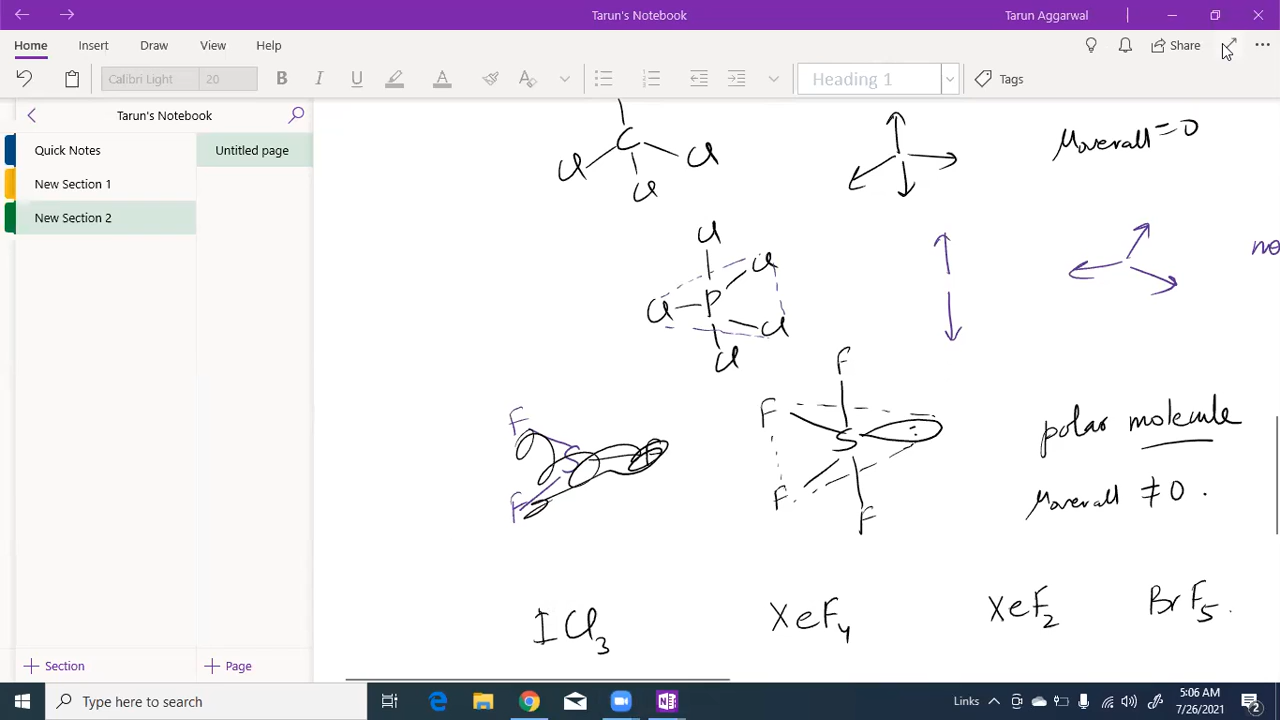 Tarun's Notebook
Tarun Aggarwal
Home Insert Draw View Help
Share
Calibri Light 20 B I U A Heading 1 Tags
Tarun's Notebook
Quick Notes
New Section 1
New Section 2
Untitled page
C
Cl Cl
Cl
μoverall = 0
Cl
Cl
Cl P
Cl
Cl
no
F
F S
F
F
F S
F
F
polar molecule
μoverall ≠ 0.
ICl3 XeF4 XeF2 BrF5.
Section
Page
Type here to search
Links
5:06 AM
7/26/2021
2